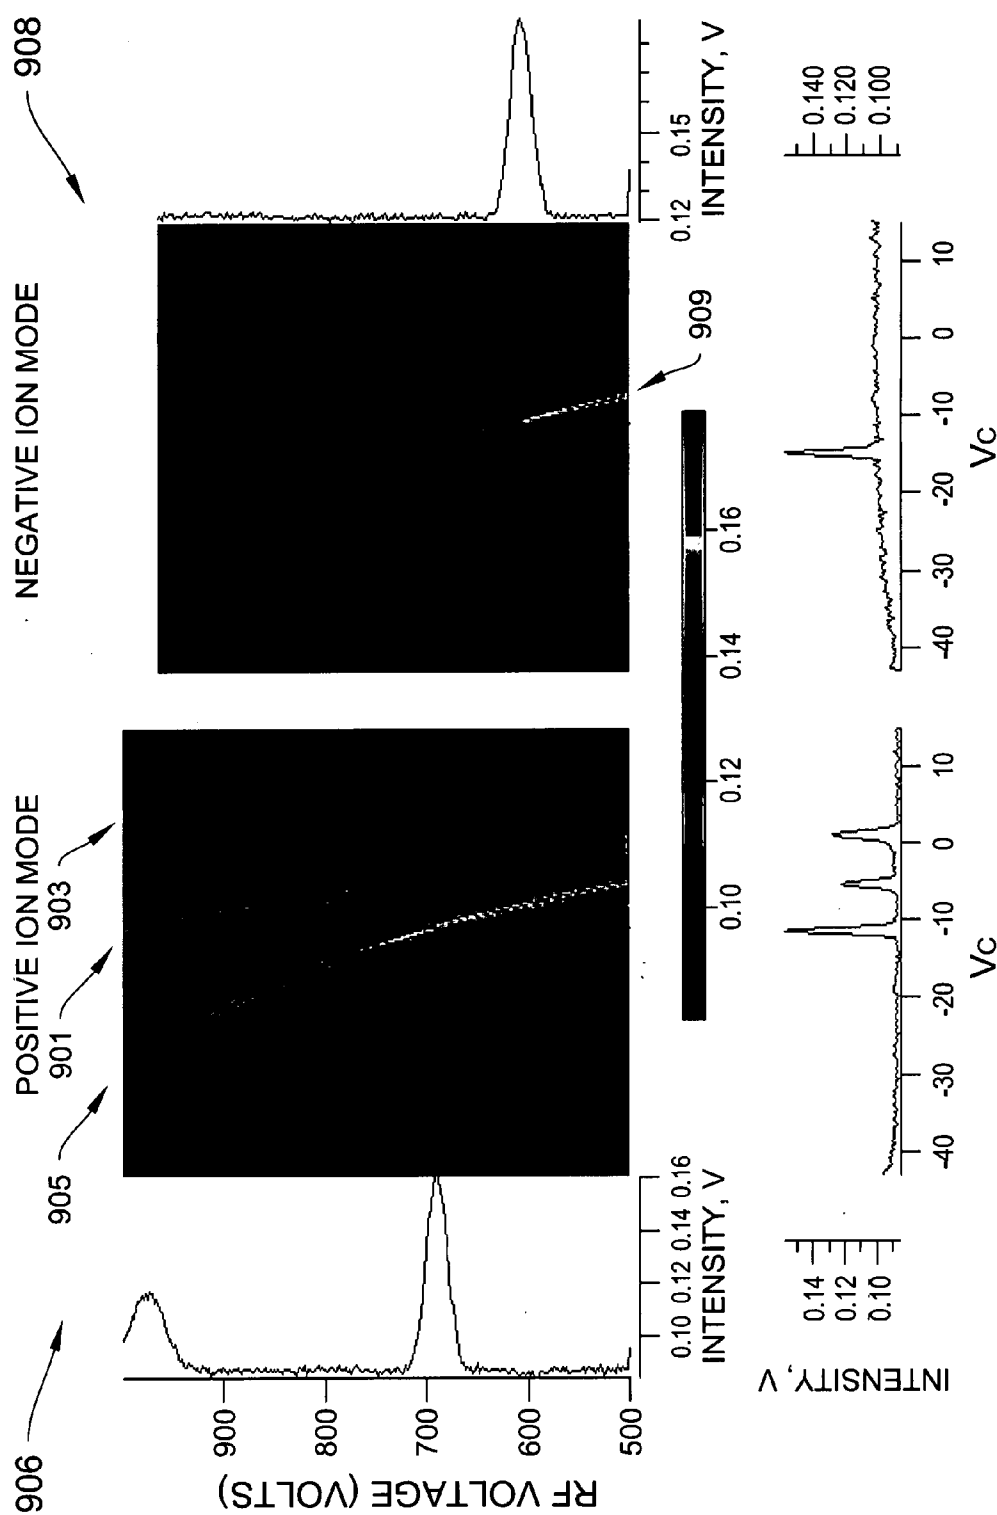 906
POSITIVE ION MODE
905
901
903
NEGATIVE ION MODE
908
RF VOLTAGE (VOLTS)
900
800
700
600
500
0.10 0.12 0.14 0.16
INTENSITY, V
0.12 0.15
INTENSITY, V
909
0.10 0.12 0.14 0.16
INTENSITY, V
0.14
0.12
0.10
-40 -30 -20 -10 0 10
Vc
-40 -30 -20 -10 0 10
Vc
0.140
0.120
0.100